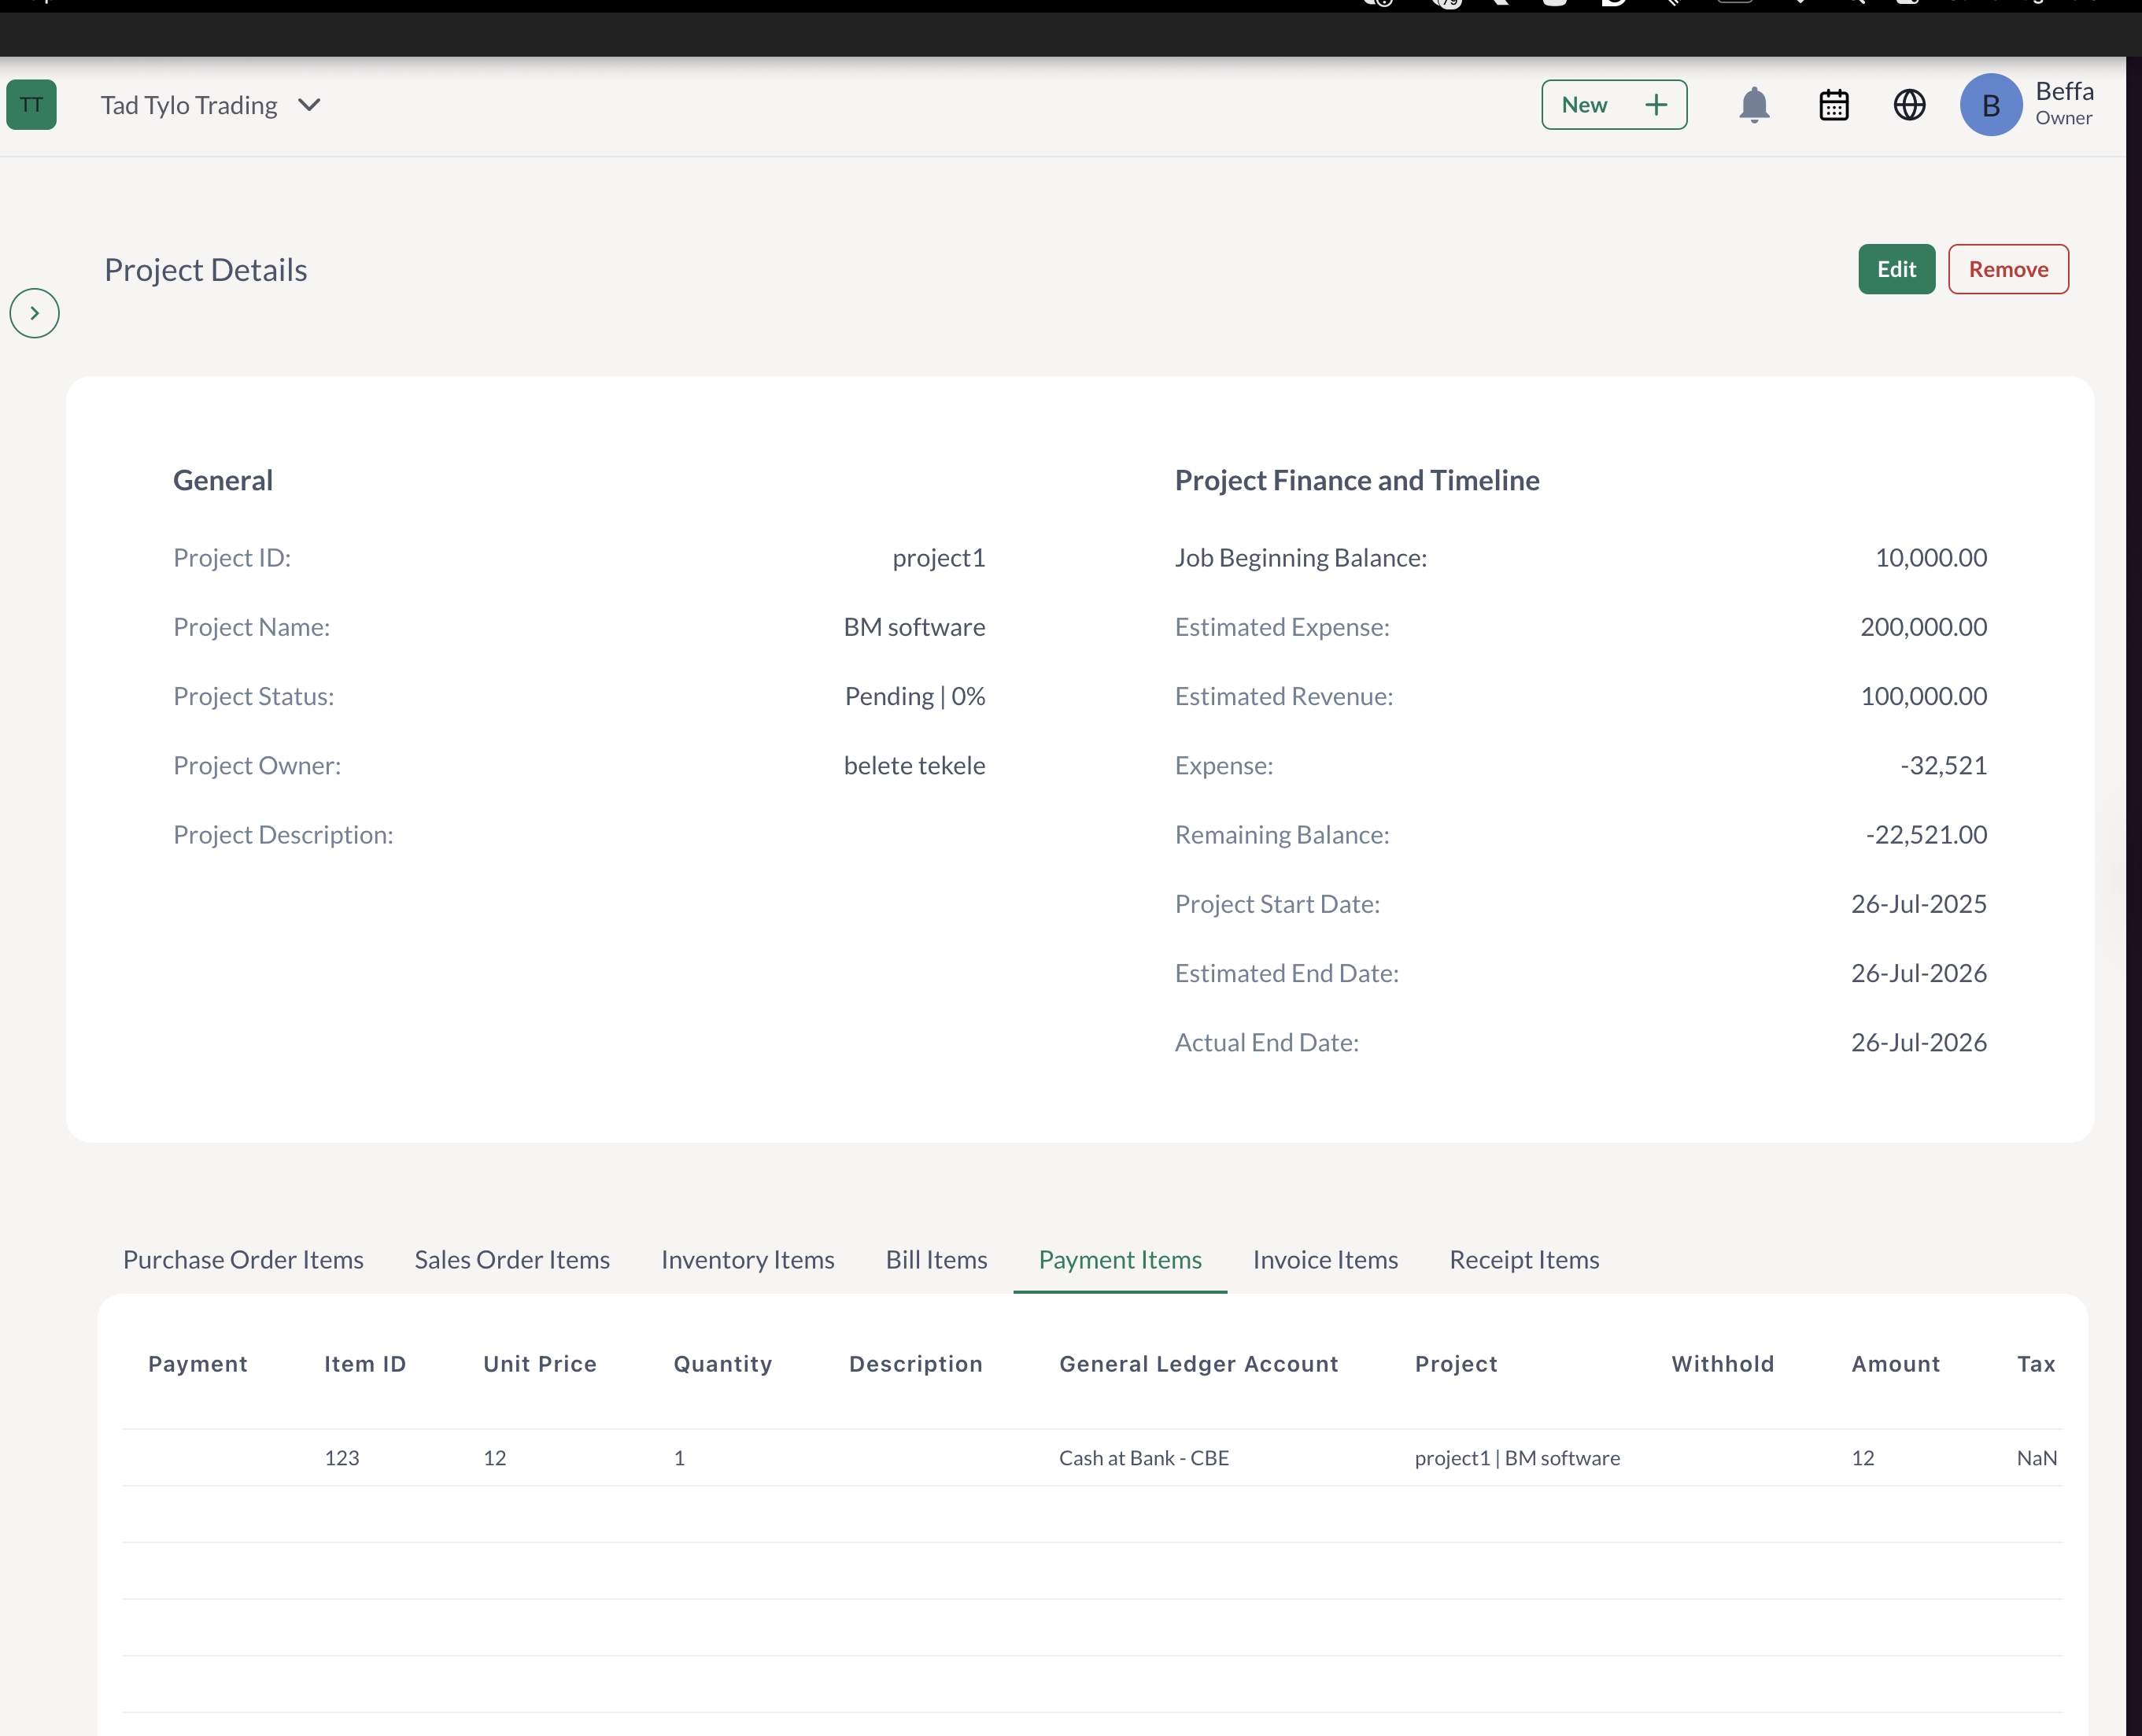 TT
Tad Tylo Trading
New
B
Beffa
Owner
Project Details
Edit
Remove
General
Project ID: project1
Project Name: BM software
Project Status: Pending | 0%
Project Owner: belete tekele
Project Description:
Project Finance and Timeline
Job Beginning Balance: 10,000.00
Estimated Expense: 200,000.00
Estimated Revenue: 100,000.00
Expense: -32,521
Remaining Balance: -22,521.00
Project Start Date: 26-Jul-2025
Estimated End Date: 26-Jul-2026
Actual End Date: 26-Jul-2026
Purchase Order Items Sales Order Items Inventory Items Bill Items Payment Items Invoice Items Receipt Items
Payment Item ID Unit Price Quantity Description General Ledger Account Project Withhold Amount Tax
123 12 1 Cash at Bank - CBE project1 | BM software 12 NaN